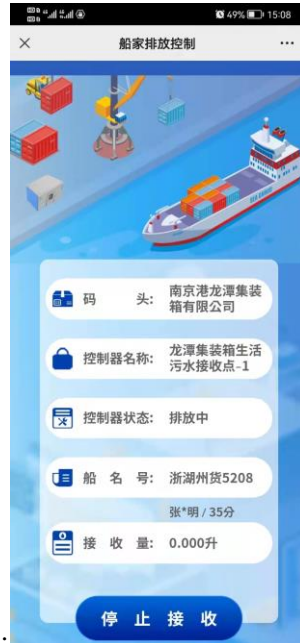 49% 15:08
船家排放控制
码 头: 南京港龙潭集装
箱有限公司
控制器名称: 龙潭集装箱生活
污水接收点-1
控制器状态: 排放中
船 名 号: 浙湖州货5208
张*明 / 35分
接 收 量: 0.000升
停 止 接 收